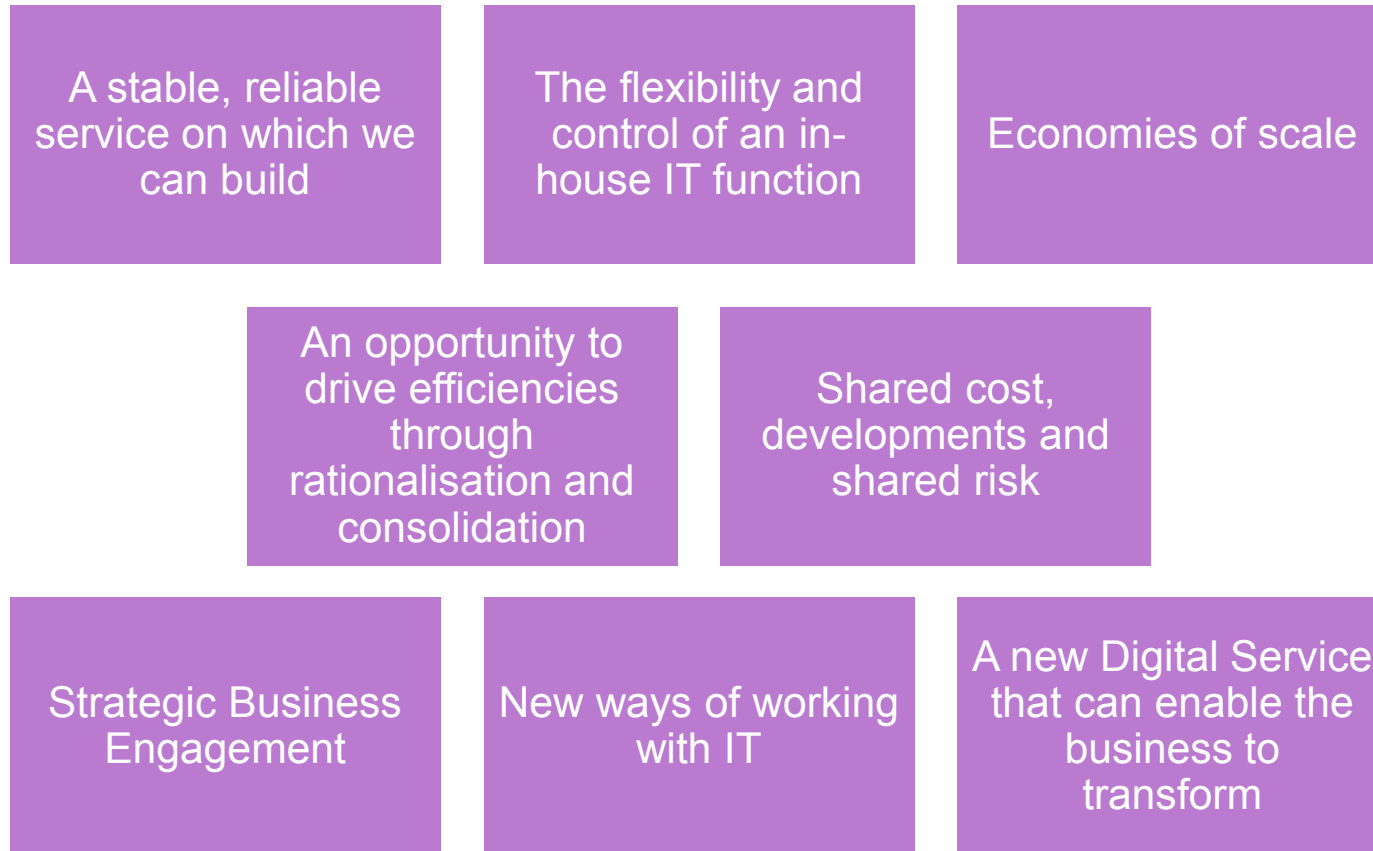 A stable, reliable
service on which we
can build
The flexibility and
control of an in-
house IT function
Economies of scale
An opportunity to
drive efficiencies
through
rationalisation and
consolidation
Shared cost,
developments and
shared risk
Strategic Business
Engagement
New ways of working
with IT
A new Digital Service
that can enable the
business to
transform